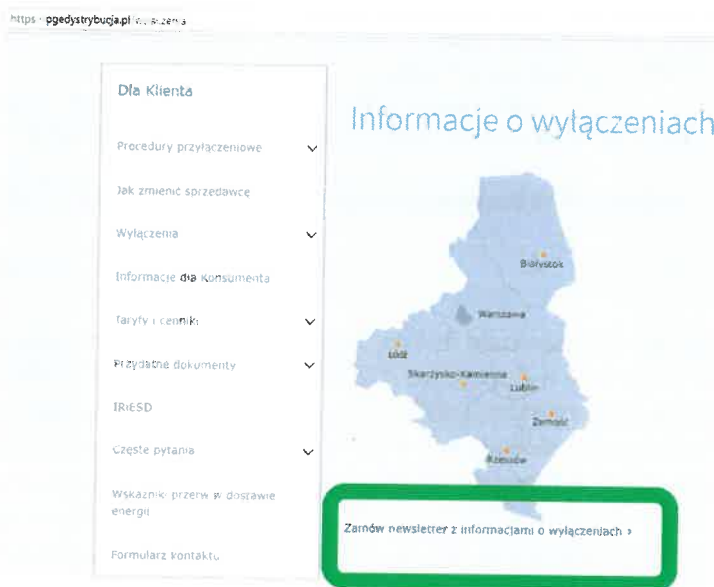 https pgedystrybucja.pl
Dla Klienta
Procedury przyłączeniowe
Jak zmienić sprzedawcę
Wyłączenia
Informacje dla Konsumenta
Taryfy i cenniki
Przydatne dokumenty
IRiESD
Częste pytania
Wskaźniki przerw w dostawie
energii
Formularz kontaktu
Informacje o wyłączeniach
Białystok
Warszawa
Łódź
Skarżysko-Kamienna
Lublin
Zamość
Rzeszów
Zamów newsletter z informacjami o wyłączeniach ›